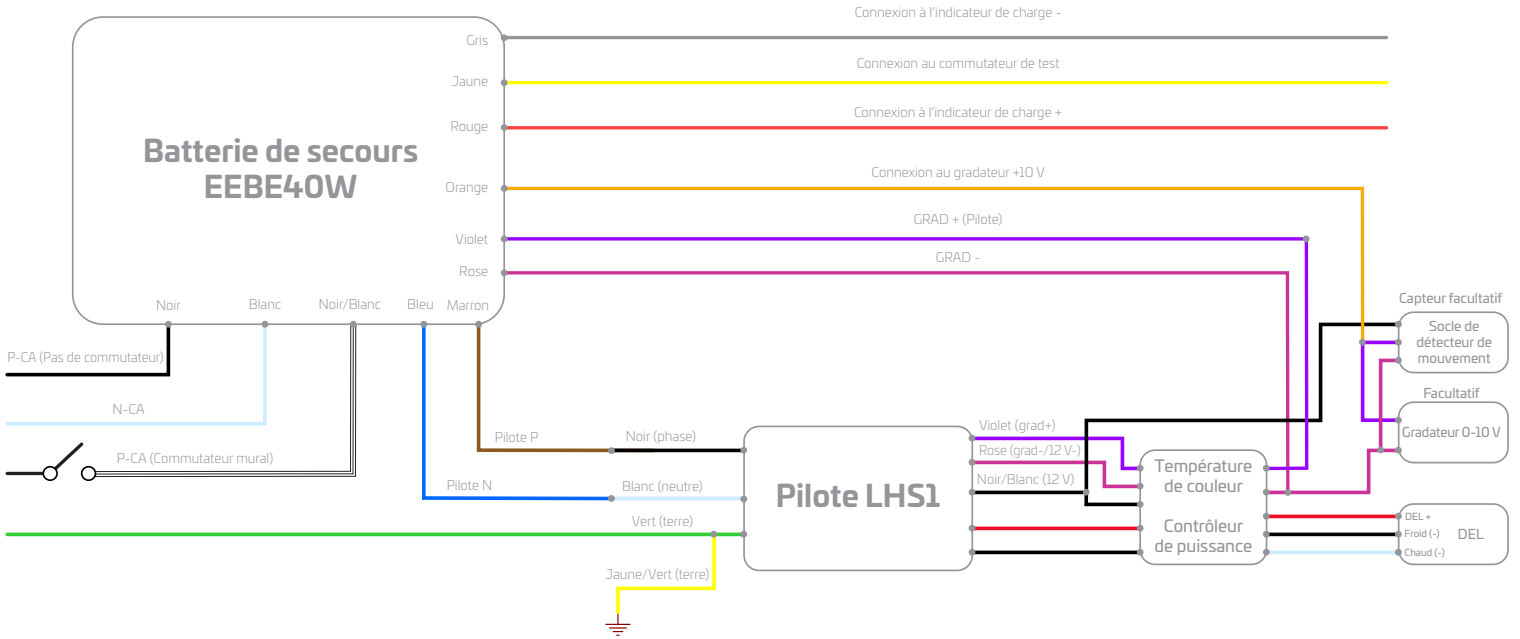 Connexion à l'indicateur de charge -
Gris
Connexion au commutateur de test
Jaune
Connexion à l'indicateur de charge +
Rouge
Batterie de secours
EEBE40W
Connexion au gradateur +10 V
Orange
GRAD + (Pilote)
Violet
GRAD -
Rose
Noir
Blanc
Noir/Blanc
Bleu
Marron
Capteur facultatif
Socle de
détecteur de
mouvement
P-CA (Pas de commutateur)
Facultatif
Gradateur 0-10 V
N-CA
P-CA (Commutateur mural)
Pilote P
Noir (phase)
Pilote N
Blanc (neutre)
Vert (terre)
Jaune/Vert (terre)
Pilote LHS1
Violet (grad+)
Rose (grad-/12 V-)
Noir/Blanc (12 V)
Température
de couleur
Contrôleur
de puissance
DEL +
Froid (-)
Chaud (-)
DEL